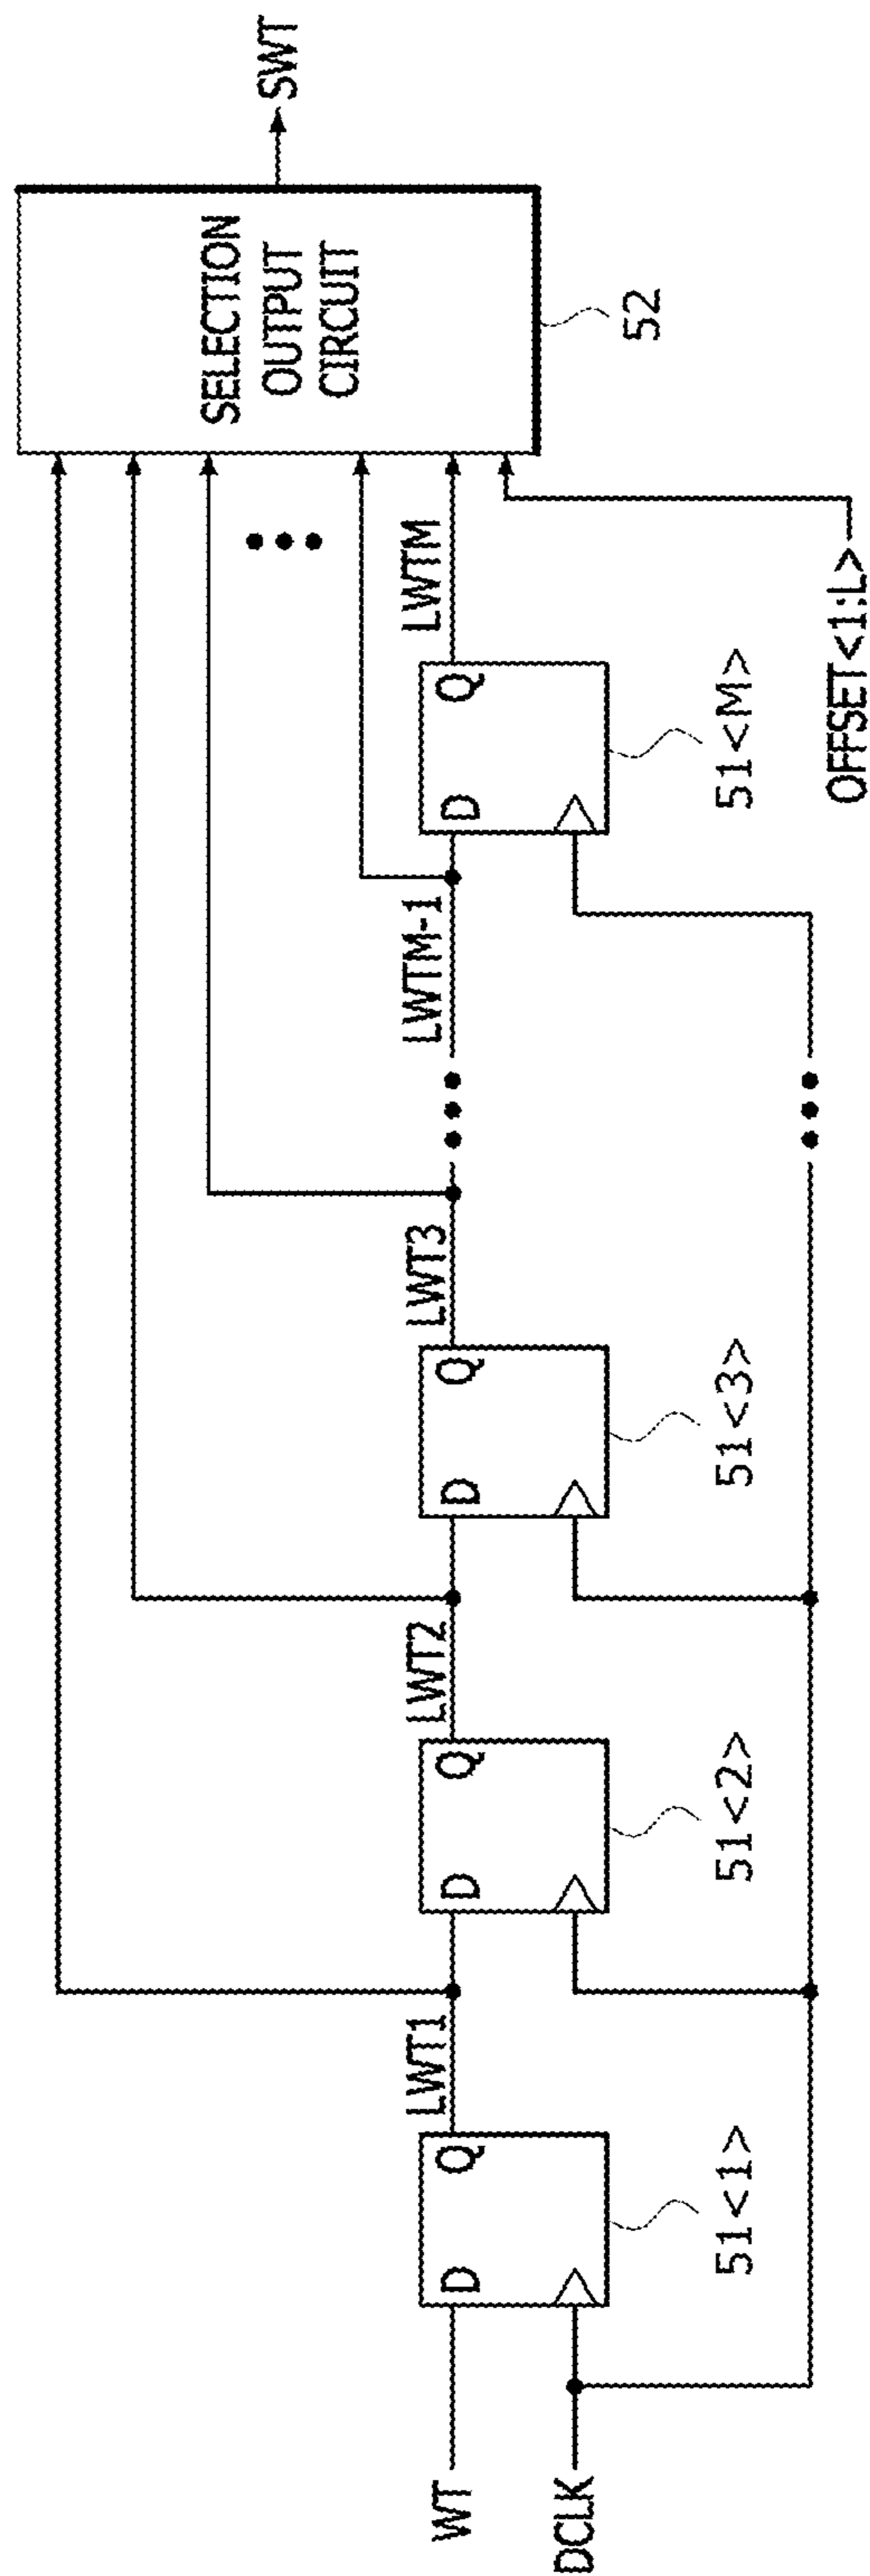 SELECTION
OUTPUT
CIRCUIT
SWT
52
LWT1
LWT2
LWT3
LWTM-1
LWTM
WT
D
Q
D
Q
D
Q
D
Q
DCLK
51<1>
51<2>
51<3>
51<M>
OFFSET<1:L>